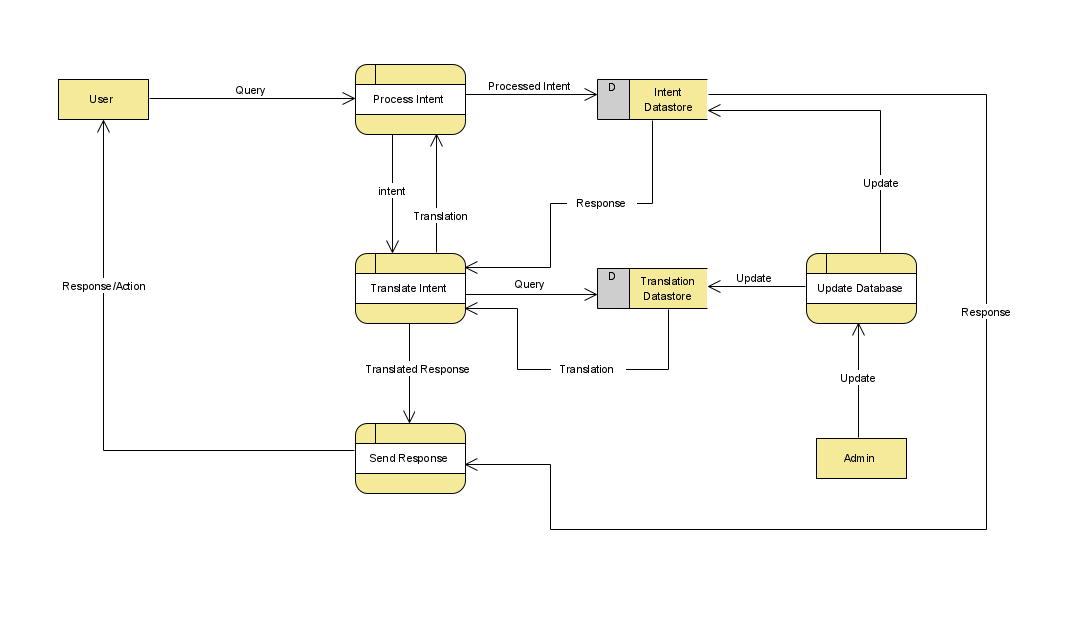 User
Query
Process Intent
Processed Intent
D
Intent
Datastore
intent
Translation
Response
Update
Response/Action
Translate Intent
Query
D
Translation
Datastore
Update
Update Database
Response
Translated Response
Translation
Update
Send Response
Admin